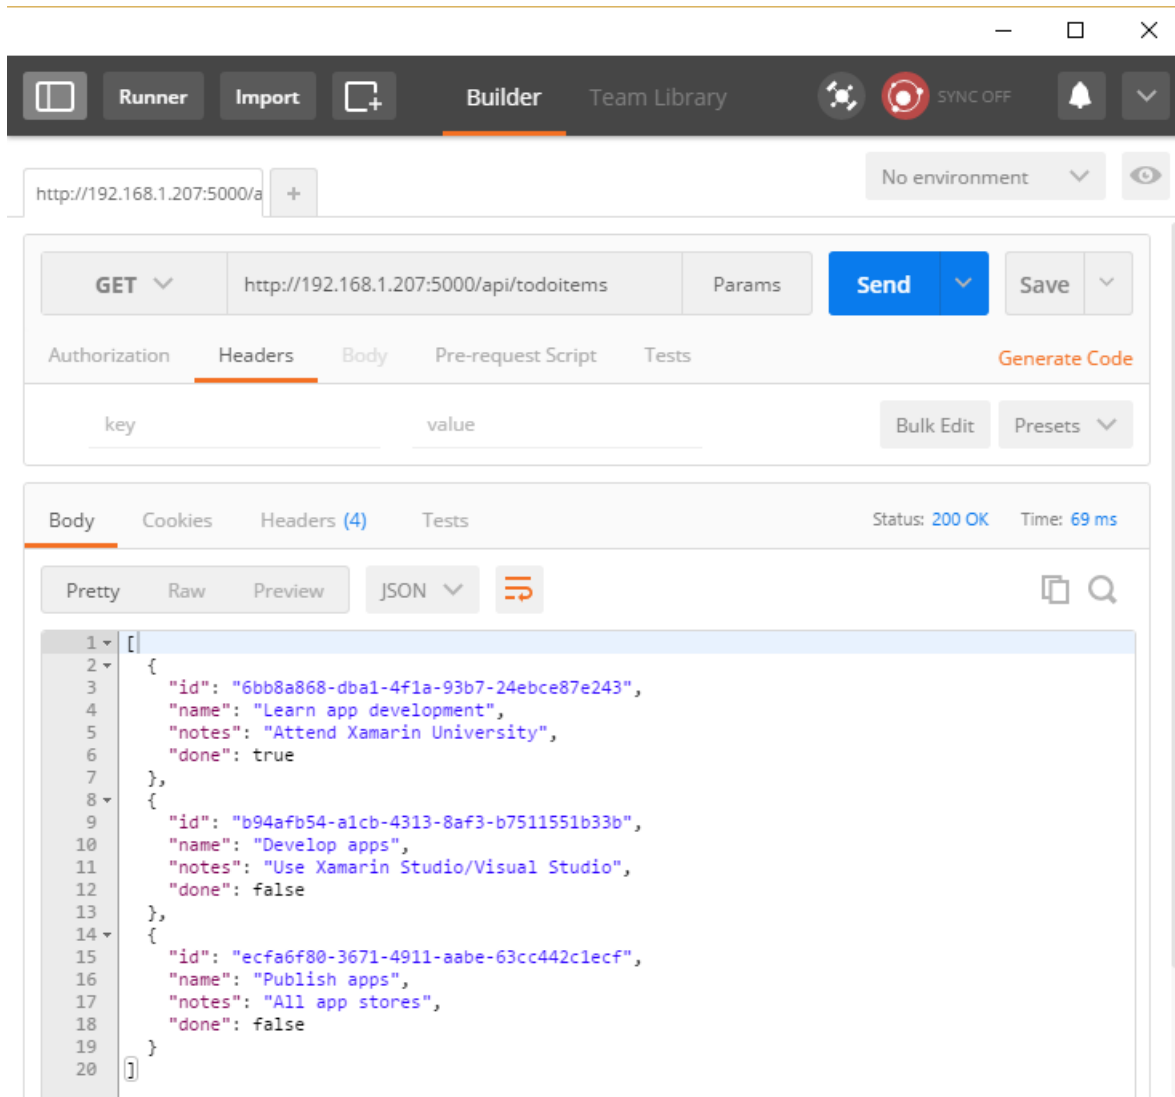 Runner Import Builder Team Library SYNC OFF
http://192.168.1.207:5000/a + No environment
GET http://192.168.1.207:5000/api/todoitems Params Send Save
Authorization Headers Body Pre-request Script Tests Generate Code
key value Bulk Edit Presets
Body Cookies Headers (4) Tests Status: 200 OK Time: 69 ms
Pretty Raw Preview JSON
1 [
2 {
3 "id": "6bb8a868-dba1-4f1a-93b7-24ebce87e243",
4 "name": "Learn app development",
5 "notes": "Attend Xamarin University",
6 "done": true
7 },
8 {
9 "id": "b94afb54-a1cb-4313-8af3-b7511551b33b",
10 "name": "Develop apps",
11 "notes": "Use Xamarin Studio/Visual Studio",
12 "done": false
13 },
14 {
15 "id": "ecfa6f80-3671-4911-aabe-63cc442c1ecf",
16 "name": "Publish apps",
17 "notes": "All app stores",
18 "done": false
19 }
20 ]